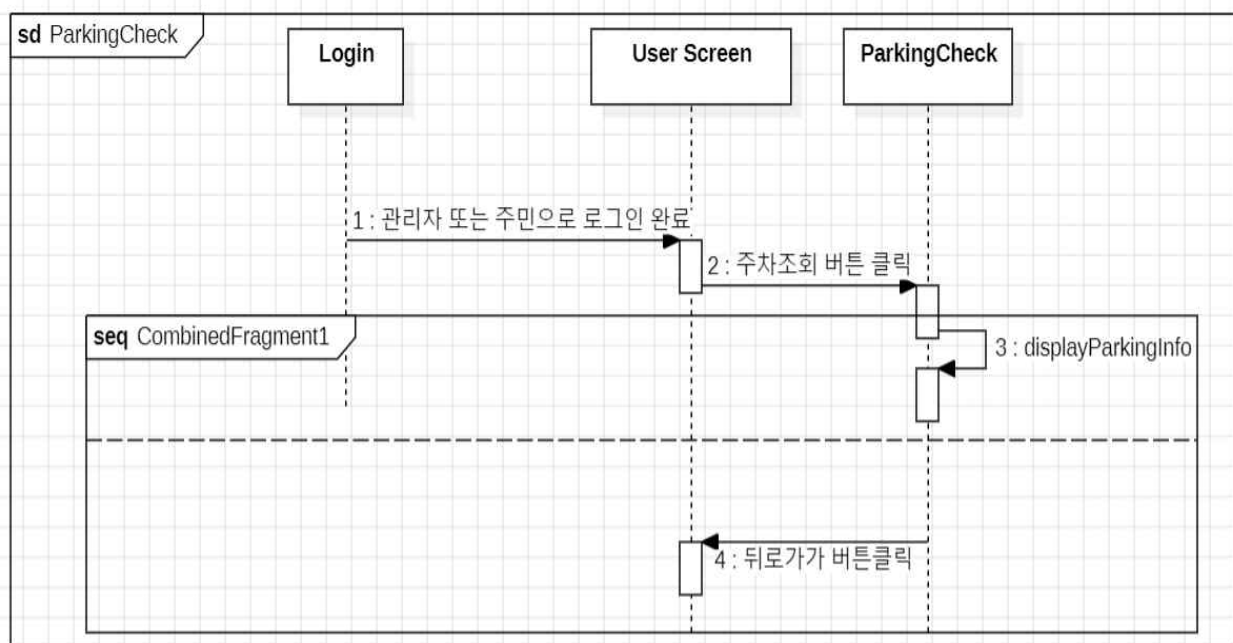 sd ParkingCheck
Login
User Screen
ParkingCheck
1 : 관리자 또는 주민으로 로그인 완료
2 : 주차조회 버튼 클릭
seq CombinedFragment1
3 : displayParkingInfo
4 : 뒤로가가 버튼클릭